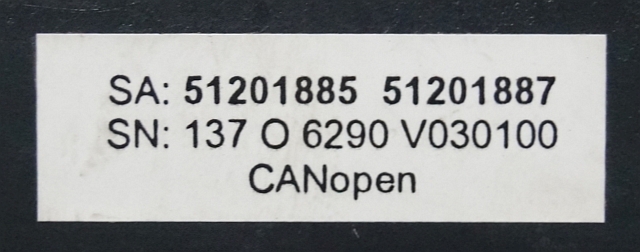 SA: 51201885 51201887
SN: 137 O 6290 V030100
CANopen